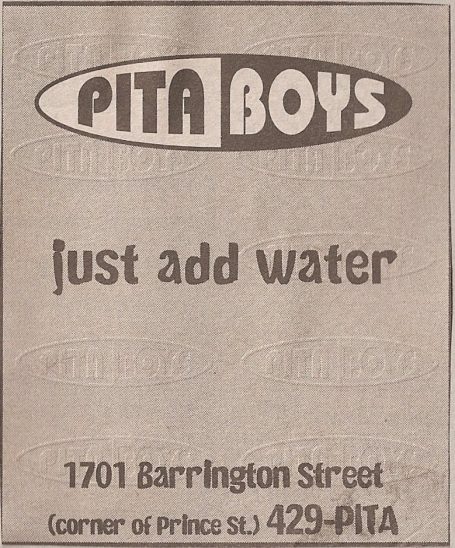 PITA BOYS
just add water
1701 Barrington Street
(corner of Prince St.) 429-PITA